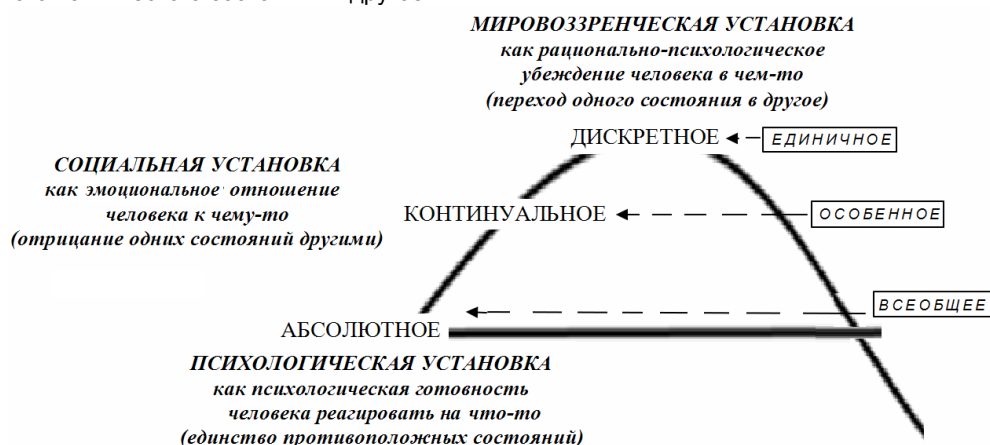 МИРОВОЗЗРЕНЧЕСКАЯ УСТАНОВКА
как рационально-психологическое
убеждение человека в чем-то
(переход одного состояния в другое)
ДИСКРЕТНОЕ
ЕДИНИЧНОЕ
СОЦИАЛЬНАЯ УСТАНОВКА
как эмоциональное отношение
человека к чему-то
(отрицание одних состояний другими)
КОНТИНУАЛЬНОЕ
ОСОБЕННОЕ
ВСЕОБЩЕЕ
АБСОЛЮТНОЕ
ПСИХОЛОГИЧЕСКАЯ УСТАНОВКА
как психологическая готовность
человека реагировать на что-то
(единство противоположных состояний)